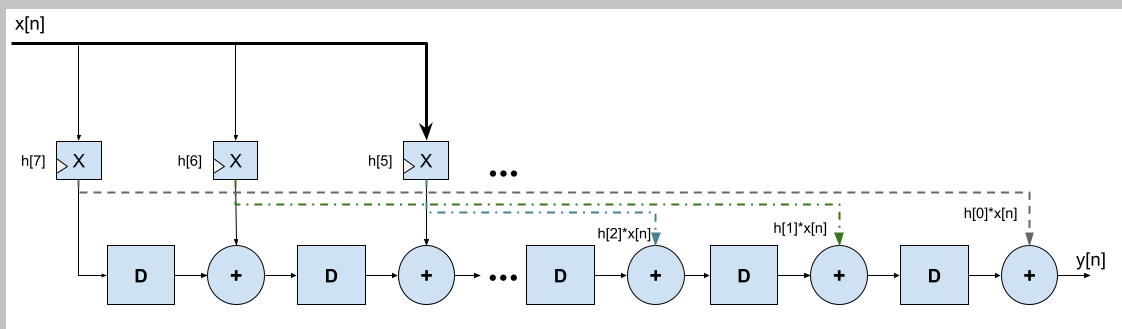 x[n]
h[7] X
h[6] X
h[5] X
•••
h[0]*x[n]
h[1]*x[n]
h[2]*x[n]
D + D + ••• D + D + D +
y[n]